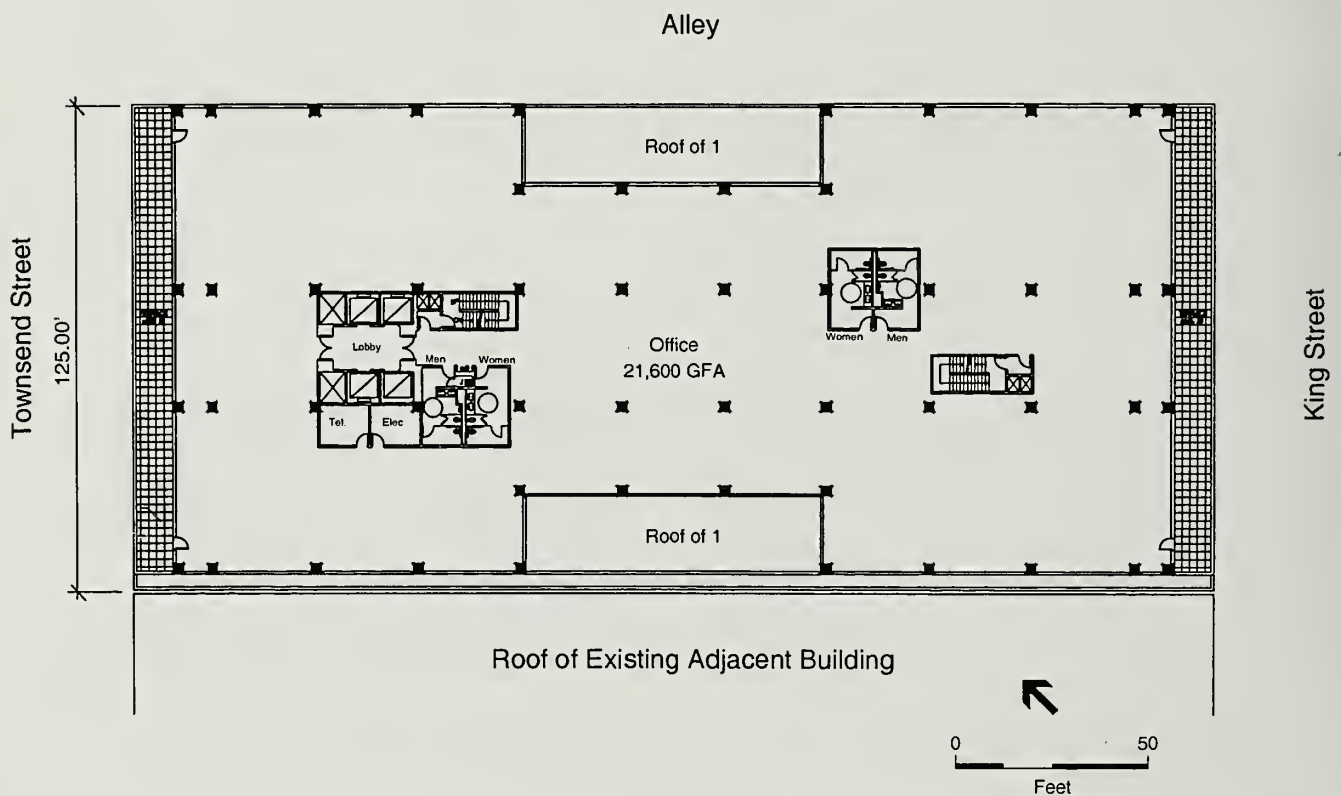 Alley
Townsend Street
125.00'
Roof of 1
Lobby
Men
Women
Tel.
Elec
Office
21,600 GFA
Women
Men
King Street
Roof of 1
Roof of Existing Adjacent Building
0
50
Feet